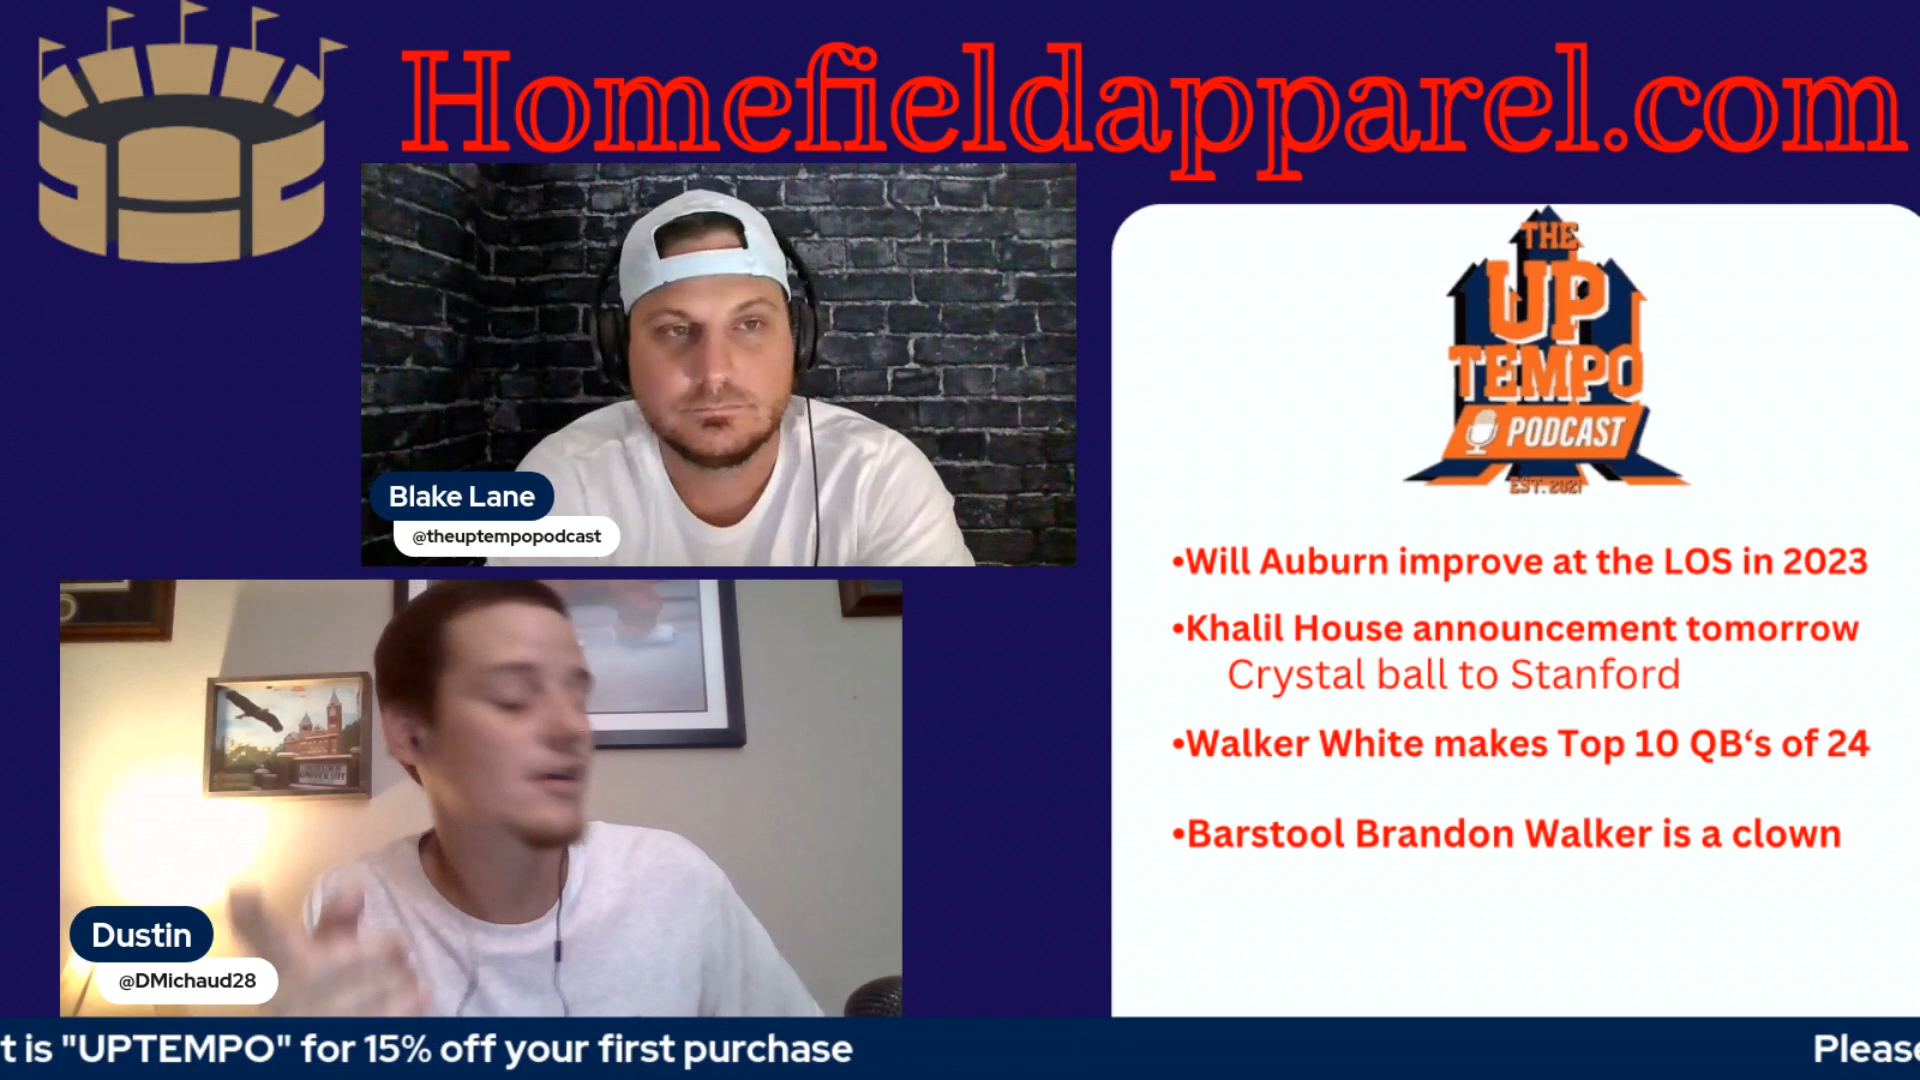 Homefieldapparel.com
THE
UP
TEMPO
PODCAST
EST. 2021
Blake Lane
@theuptempopodcast
•Will Auburn improve at the LOS in 2023
•Khalil House announcement tomorrow
Crystal ball to Stanford
•Walker White makes Top 10 QB‘s of 24
•Barstool Brandon Walker is a clown
Dustin
@DMichaud28
t is "UPTEMPO" for 15% off your first purchase
Please